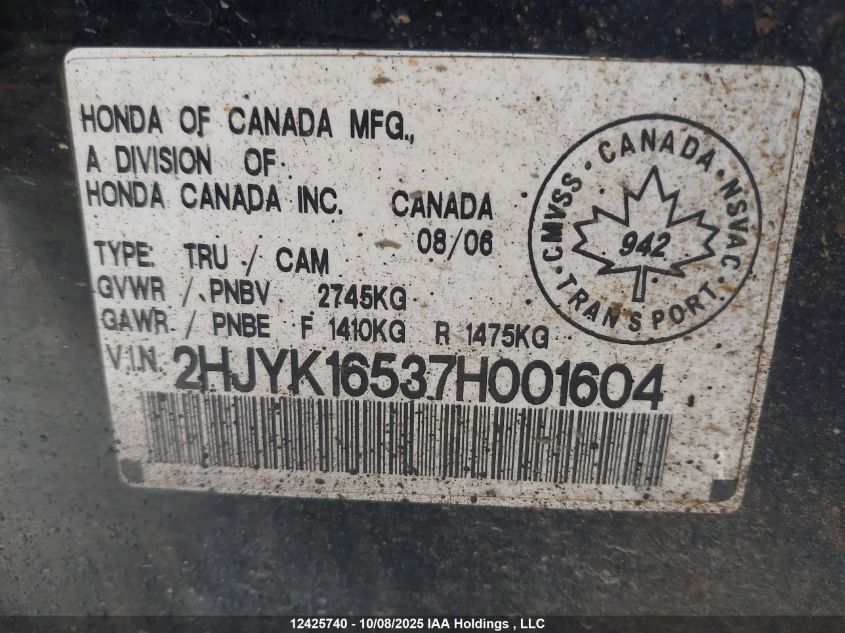 HONDA OF CANADA MFG.,
A DIVISION OF
HONDA CANADA INC. CANADA
08/06
TYPE: TRU / CAM
GVWR / PNBV 2745KG
GAWR / PNBE F 1410KG R 1475KG
V.I.N. 2HJYK16537H001604
CMVSS · CANADA · NSVAC
942
· TRANSPORT ·
12425740 - 10/08/2025 IAA Holdings , LLC